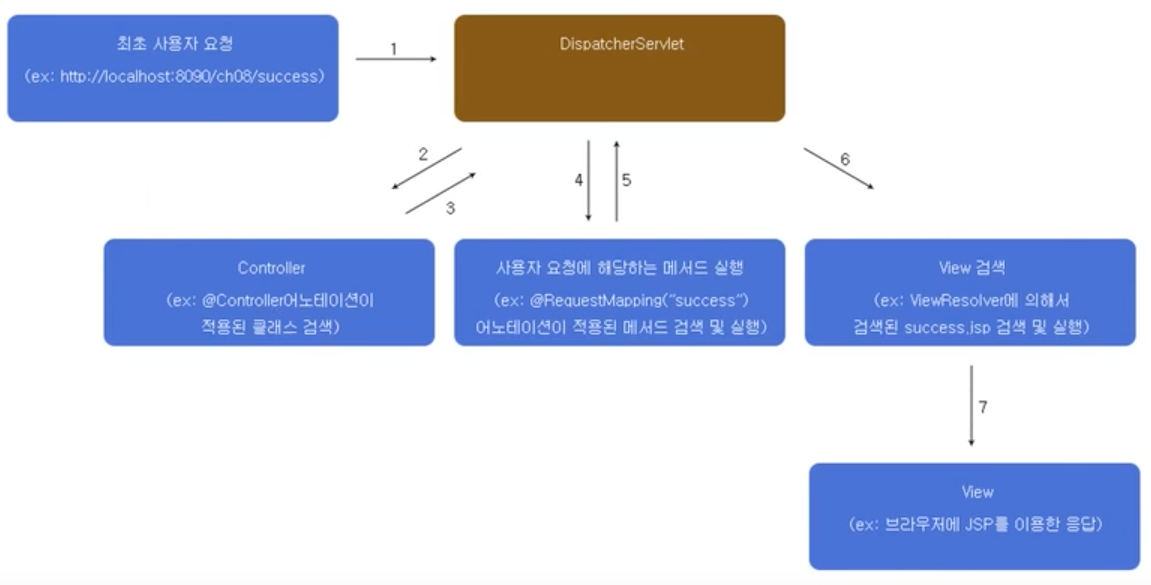 최초 사용자 요청
(ex: http://localhost:8090/ch08/success)
1
DispatcherServlet
2
3
4
5
6
Controller
(ex: @Controller어노테이션이
적용된 클래스 검색)
사용자 요청에 해당하는 메서드 실행
(ex: @RequestMapping("success")
어노테이션이 적용된 메서드 검색 및 실행)
View 검색
(ex: ViewResolver에 의해서
검색된 success.jsp 검색 및 실행)
7
View
(ex: 브라우저에 JSP를 이용한 응답)